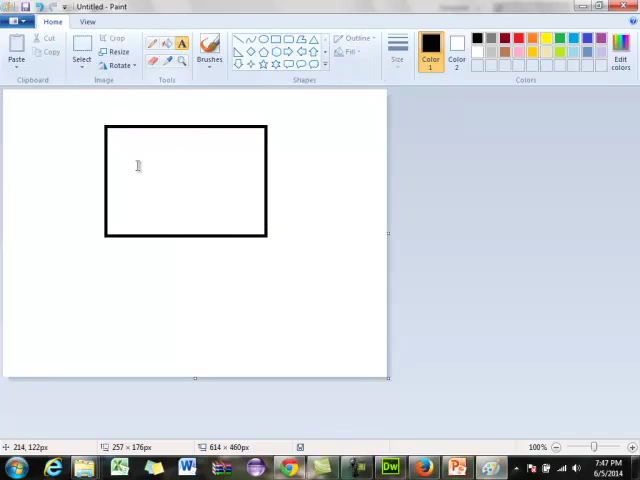 Untitled - Paint
Home
View
Paste
Cut
Copy
Clipboard
Select
Crop
Resize
Rotate
Image
A
Tools
Brushes
Outline
Fill
Shapes
Size
Color 1
Color 2
Edit colors
Colors
214, 122px
257 × 176px
614 × 460px
100%
W
Dw
7:47 PM
6/5/2014